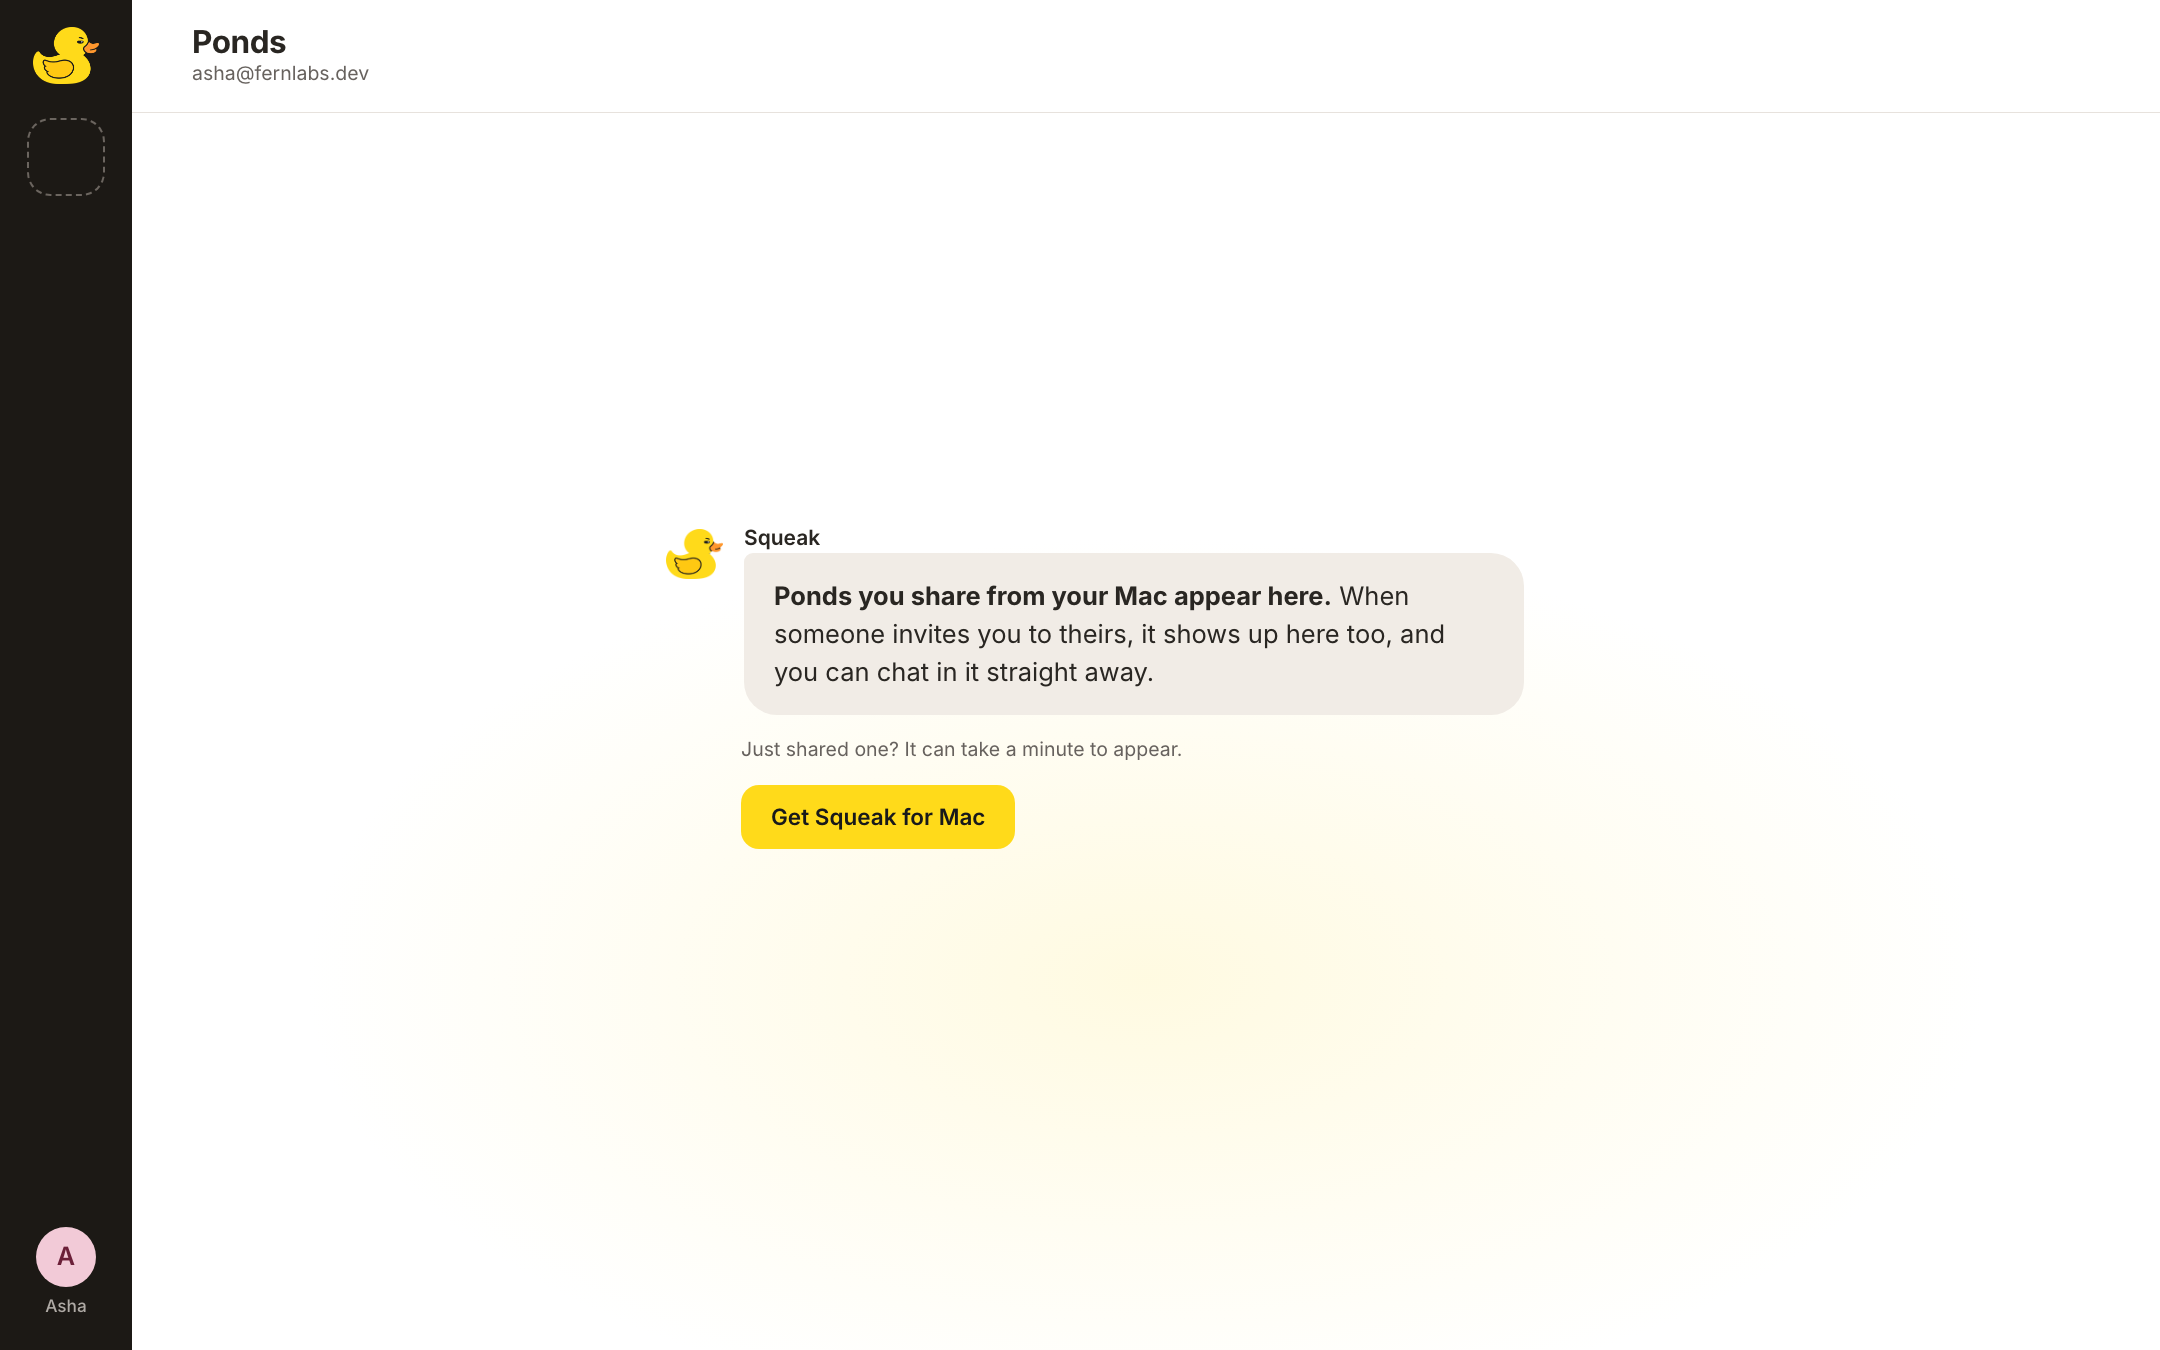 Ponds
asha@fernlabs.dev
Squeak
Ponds you share from your Mac appear here. When
someone invites you to theirs, it shows up here too, and
you can chat in it straight away.
Just shared one? It can take a minute to appear.
Get Squeak for Mac
A
Asha